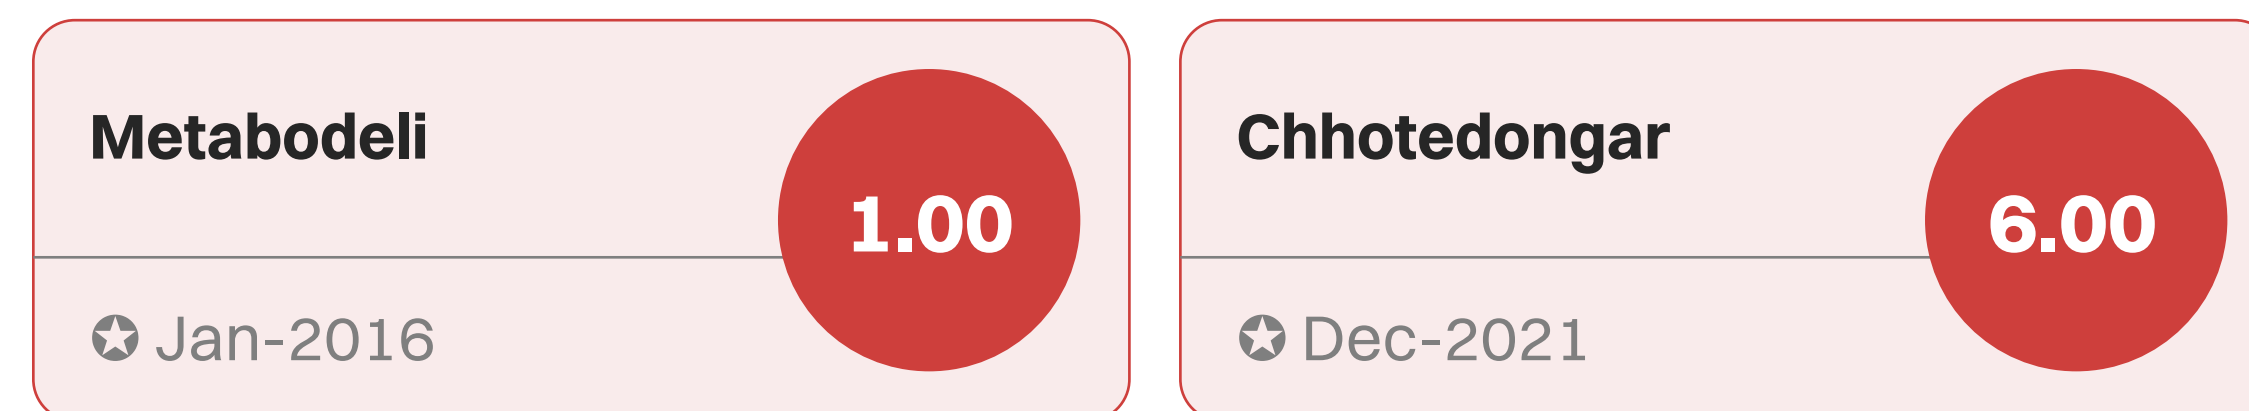 Metabodeli
1.00
✪ Jan-2016
Chhotedongar
6.00
✪ Dec-2021